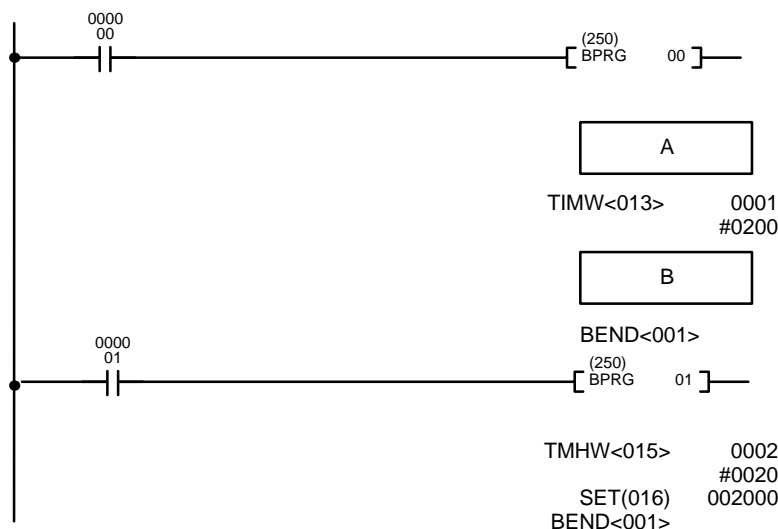 0000
00
(250)
BPRG 00
A
TIMW<013> 0001
#0200
B
BEND<001>
0000
01
(250)
BPRG 01
TMHW<015> 0002
#0020
SET(016) 002000
BEND<001>